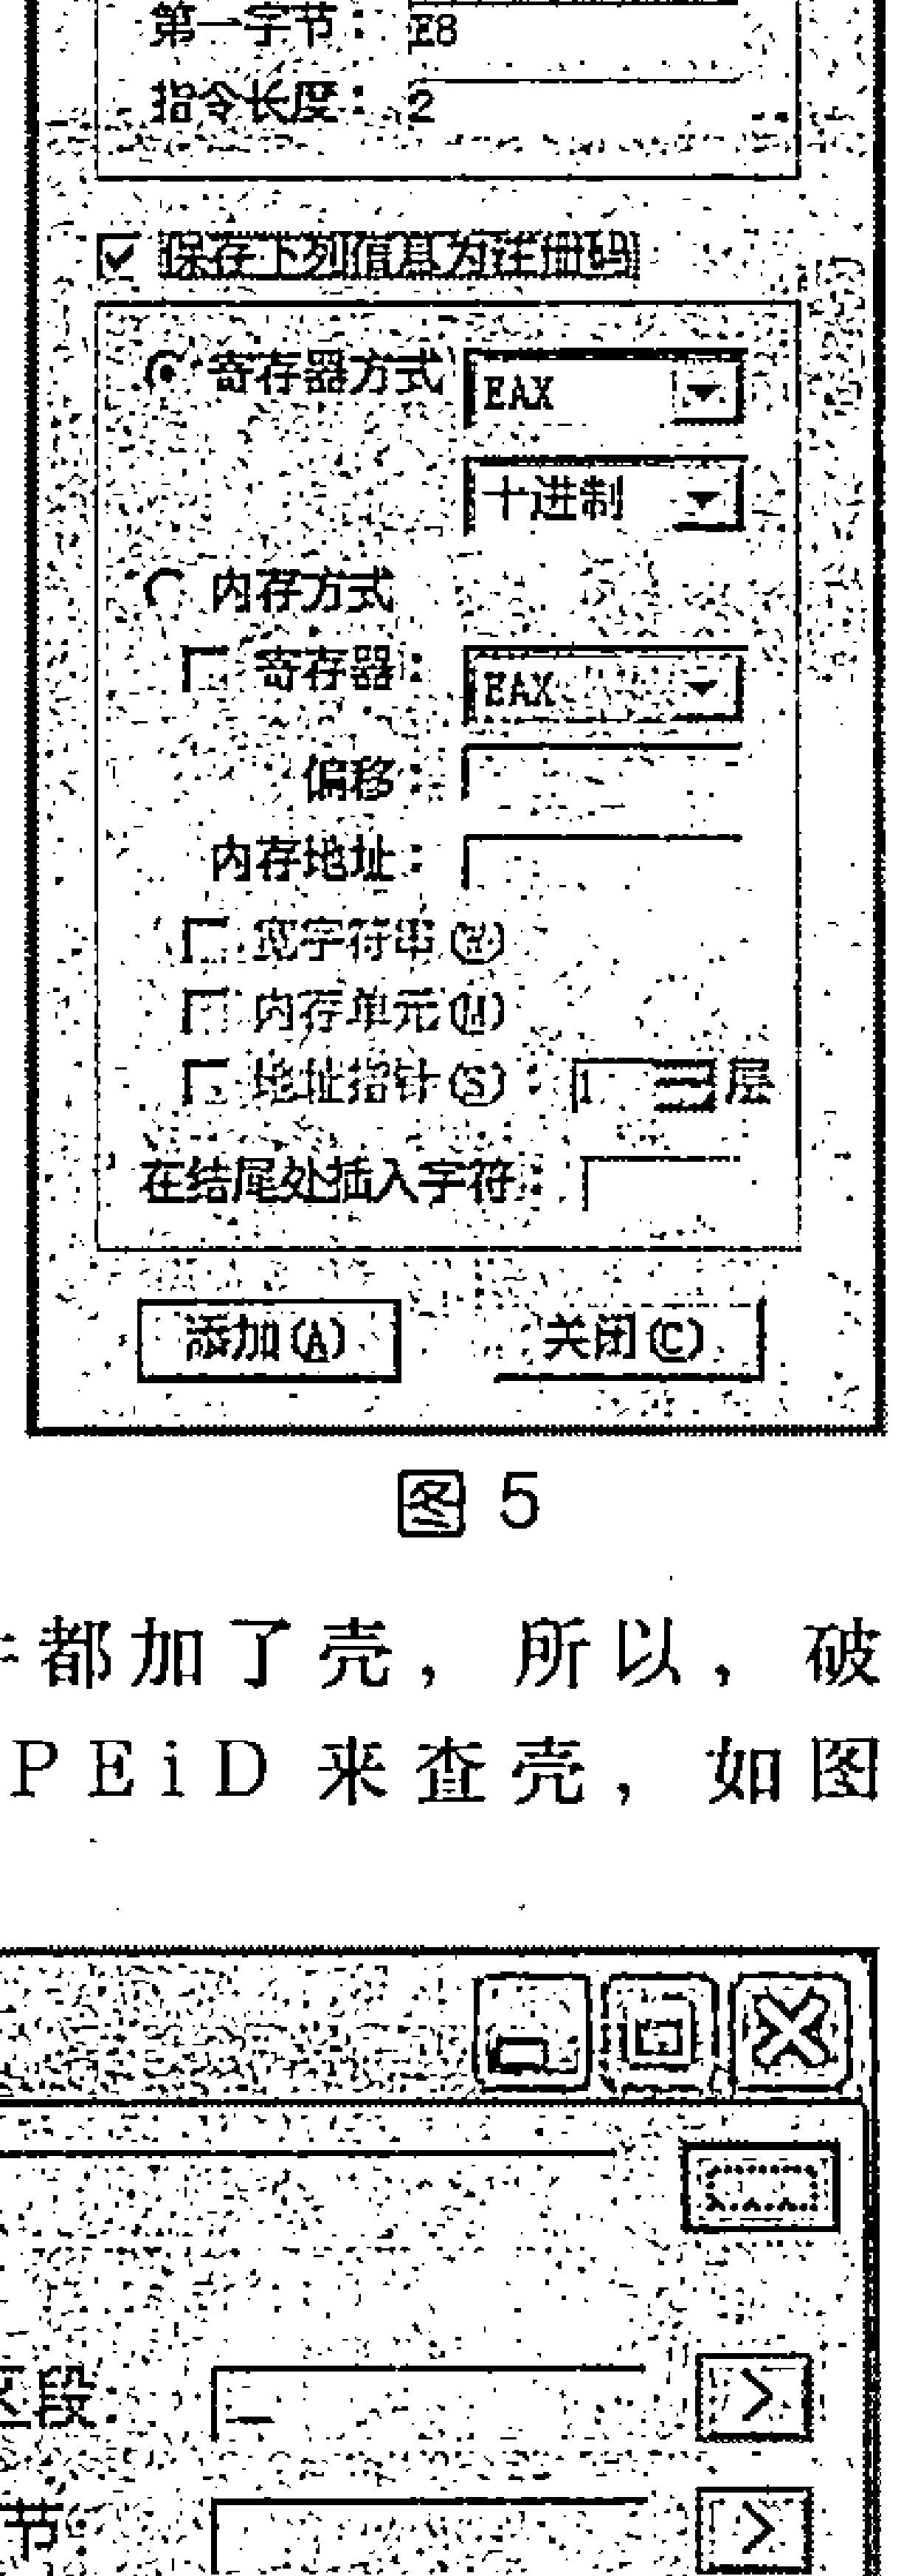 第一字节：E8
指令长度：2
保存下列信息为注册码
寄存器方式 EAX
十进制
内存方式
寄存器： EAX
偏移：
内存地址：
宽字符串
内存单元
地址指针(S)： 1 层
在结尾处插入字符：
添加(A) 关闭(C)
图 5
都加了壳，所以，破
PEiD 来查壳，如图
段
节